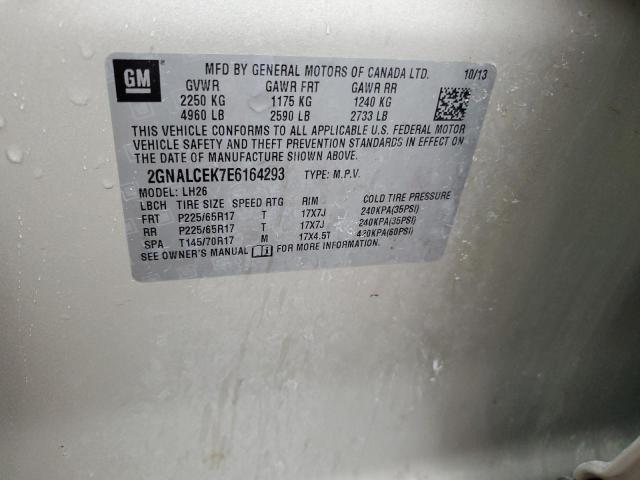 GM
MFD BY GENERAL MOTORS OF CANADA LTD. 10/13
GVWR GAWR FRT GAWR RR
2250 KG 1175 KG 1240 KG
4960 LB 2590 LB 2733 LB
THIS VEHICLE CONFORMS TO ALL APPLICABLE U.S. FEDERAL MOTOR
VEHICLE SAFETY AND THEFT PREVENTION STANDARDS IN EFFECT ON
THE DATE OF MANUFACTURE SHOWN ABOVE.
2GNALCEK7E6164293 TYPE: M.P.V.
MODEL: LH26
LBCH TIRE SIZE SPEED RTG RIM COLD TIRE PRESSURE
FRT P225/65R17 T 17X7J 240KPA(35PSI)
RR P225/65R17 T 17X7J 240KPA(35PSI)
SPA T145/70R17 M 17X4.5T 420KPA(60PSI)
SEE OWNER'S MANUAL FOR MORE INFORMATION.